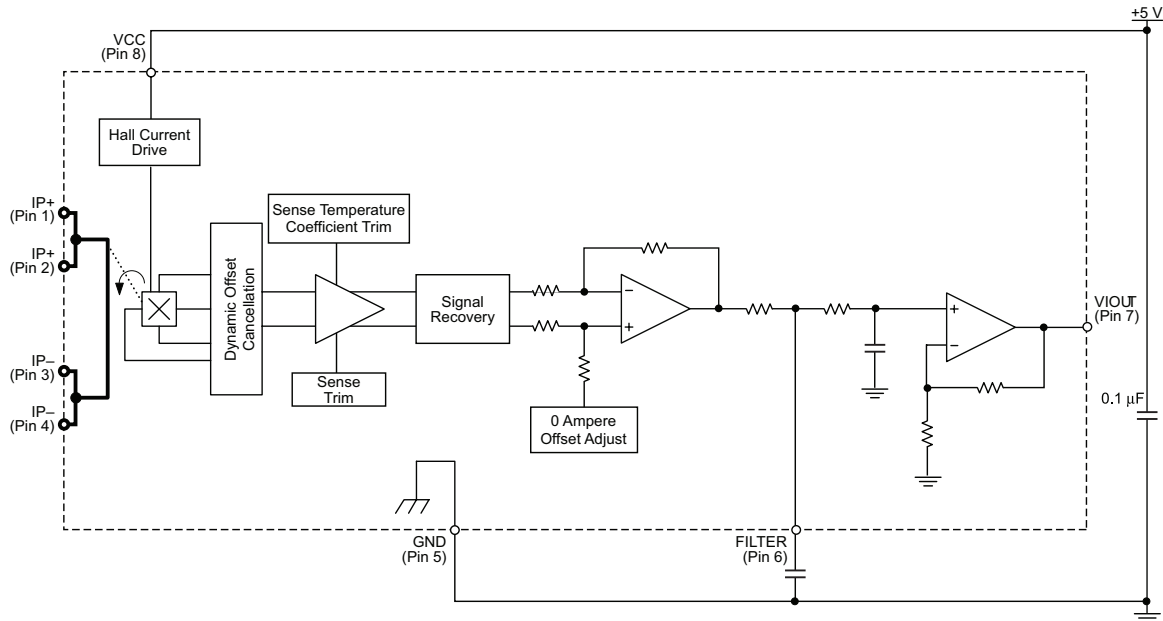 +5 V
VCC
(Pin 8)
Hall Current
Drive
IP+
(Pin 1)
IP+
(Pin 2)
IP–
(Pin 3)
IP–
(Pin 4)
Dynamic Offset
Cancellation
Sense Temperature
Coefficient Trim
Sense
Trim
Signal
Recovery
0 Ampere
Offset Adjust
VIOUT
(Pin 7)
0.1 µF
GND
(Pin 5)
FILTER
(Pin 6)